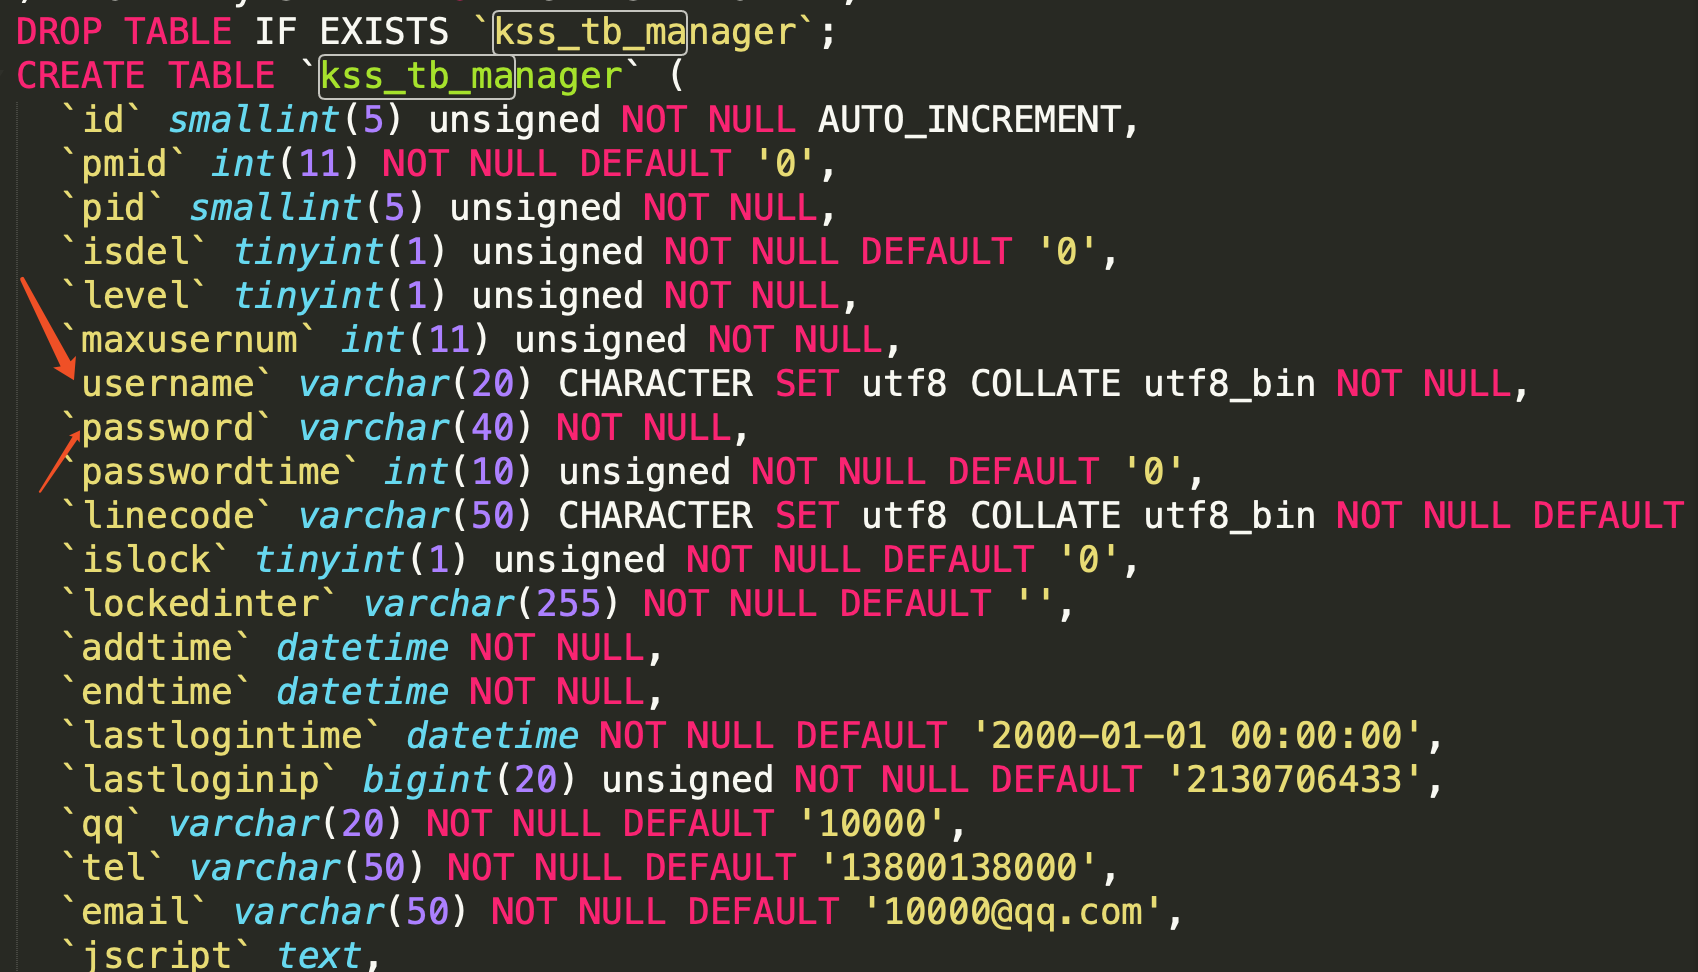 DROP TABLE IF EXISTS `kss_tb_manager`;
CREATE TABLE `kss_tb_manager` (
`id` smallint(5) unsigned NOT NULL AUTO_INCREMENT,
`pmid` int(11) NOT NULL DEFAULT '0',
`pid` smallint(5) unsigned NOT NULL,
`isdel` tinyint(1) unsigned NOT NULL DEFAULT '0',
`level` tinyint(1) unsigned NOT NULL,
`maxusernum` int(11) unsigned NOT NULL,
username` varchar(20) CHARACTER SET utf8 COLLATE utf8_bin NOT NULL,
`password` varchar(40) NOT NULL,
`passwordtime` int(10) unsigned NOT NULL DEFAULT '0',
`linecode` varchar(50) CHARACTER SET utf8 COLLATE utf8_bin NOT NULL DEFAULT
`islock` tinyint(1) unsigned NOT NULL DEFAULT '0',
`lockedinter` varchar(255) NOT NULL DEFAULT '',
`addtime` datetime NOT NULL,
`endtime` datetime NOT NULL,
`lastlogintime` datetime NOT NULL DEFAULT '2000-01-01 00:00:00',
`lastloginip` bigint(20) unsigned NOT NULL DEFAULT '2130706433',
`qq` varchar(20) NOT NULL DEFAULT '10000',
`tel` varchar(50) NOT NULL DEFAULT '13800138000',
`email` varchar(50) NOT NULL DEFAULT '10000@qq.com',
`jscript` text,